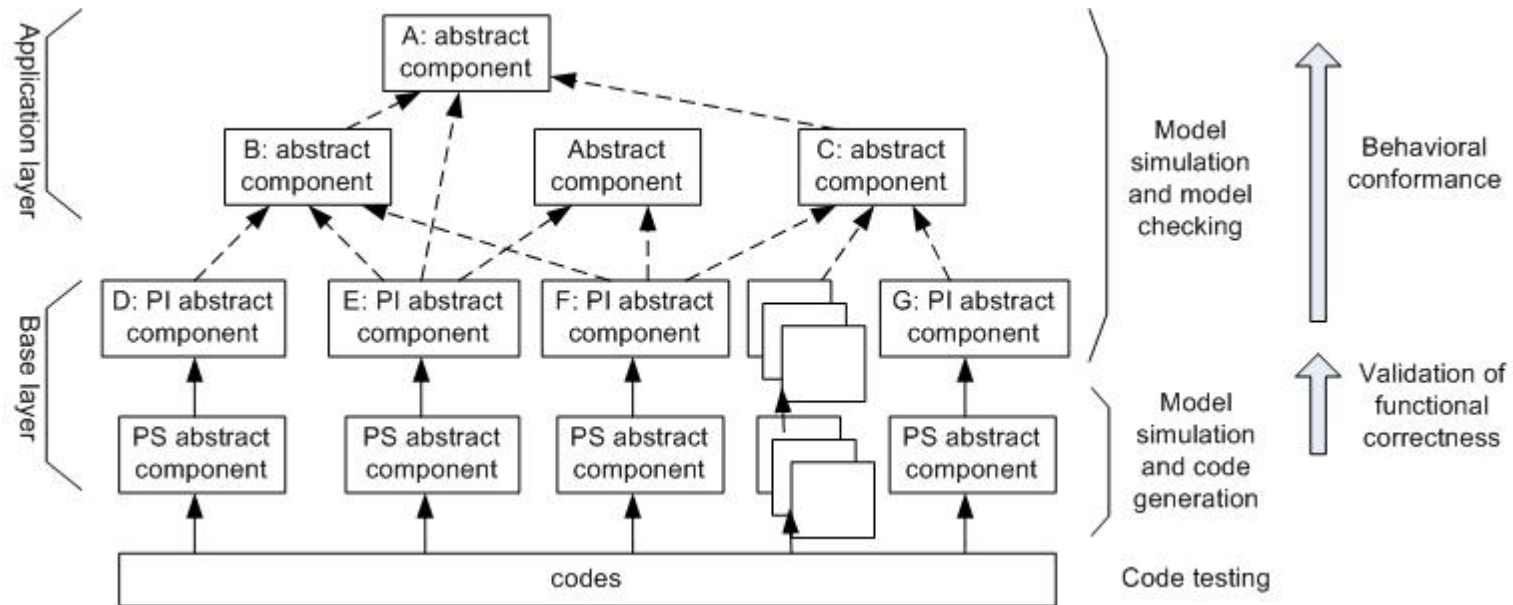 Application layer
A: abstract
component
B: abstract
component
Abstract
component
C: abstract
component
Model
simulation
and model
checking
Behavioral
conformance
Base layer
D: PI abstract
component
E: PI abstract
component
F: PI abstract
component
G: PI abstract
component
PS abstract
component
PS abstract
component
PS abstract
component
PS abstract
component
Model
simulation
and code
generation
Validation of
functional
correctness
codes
Code testing